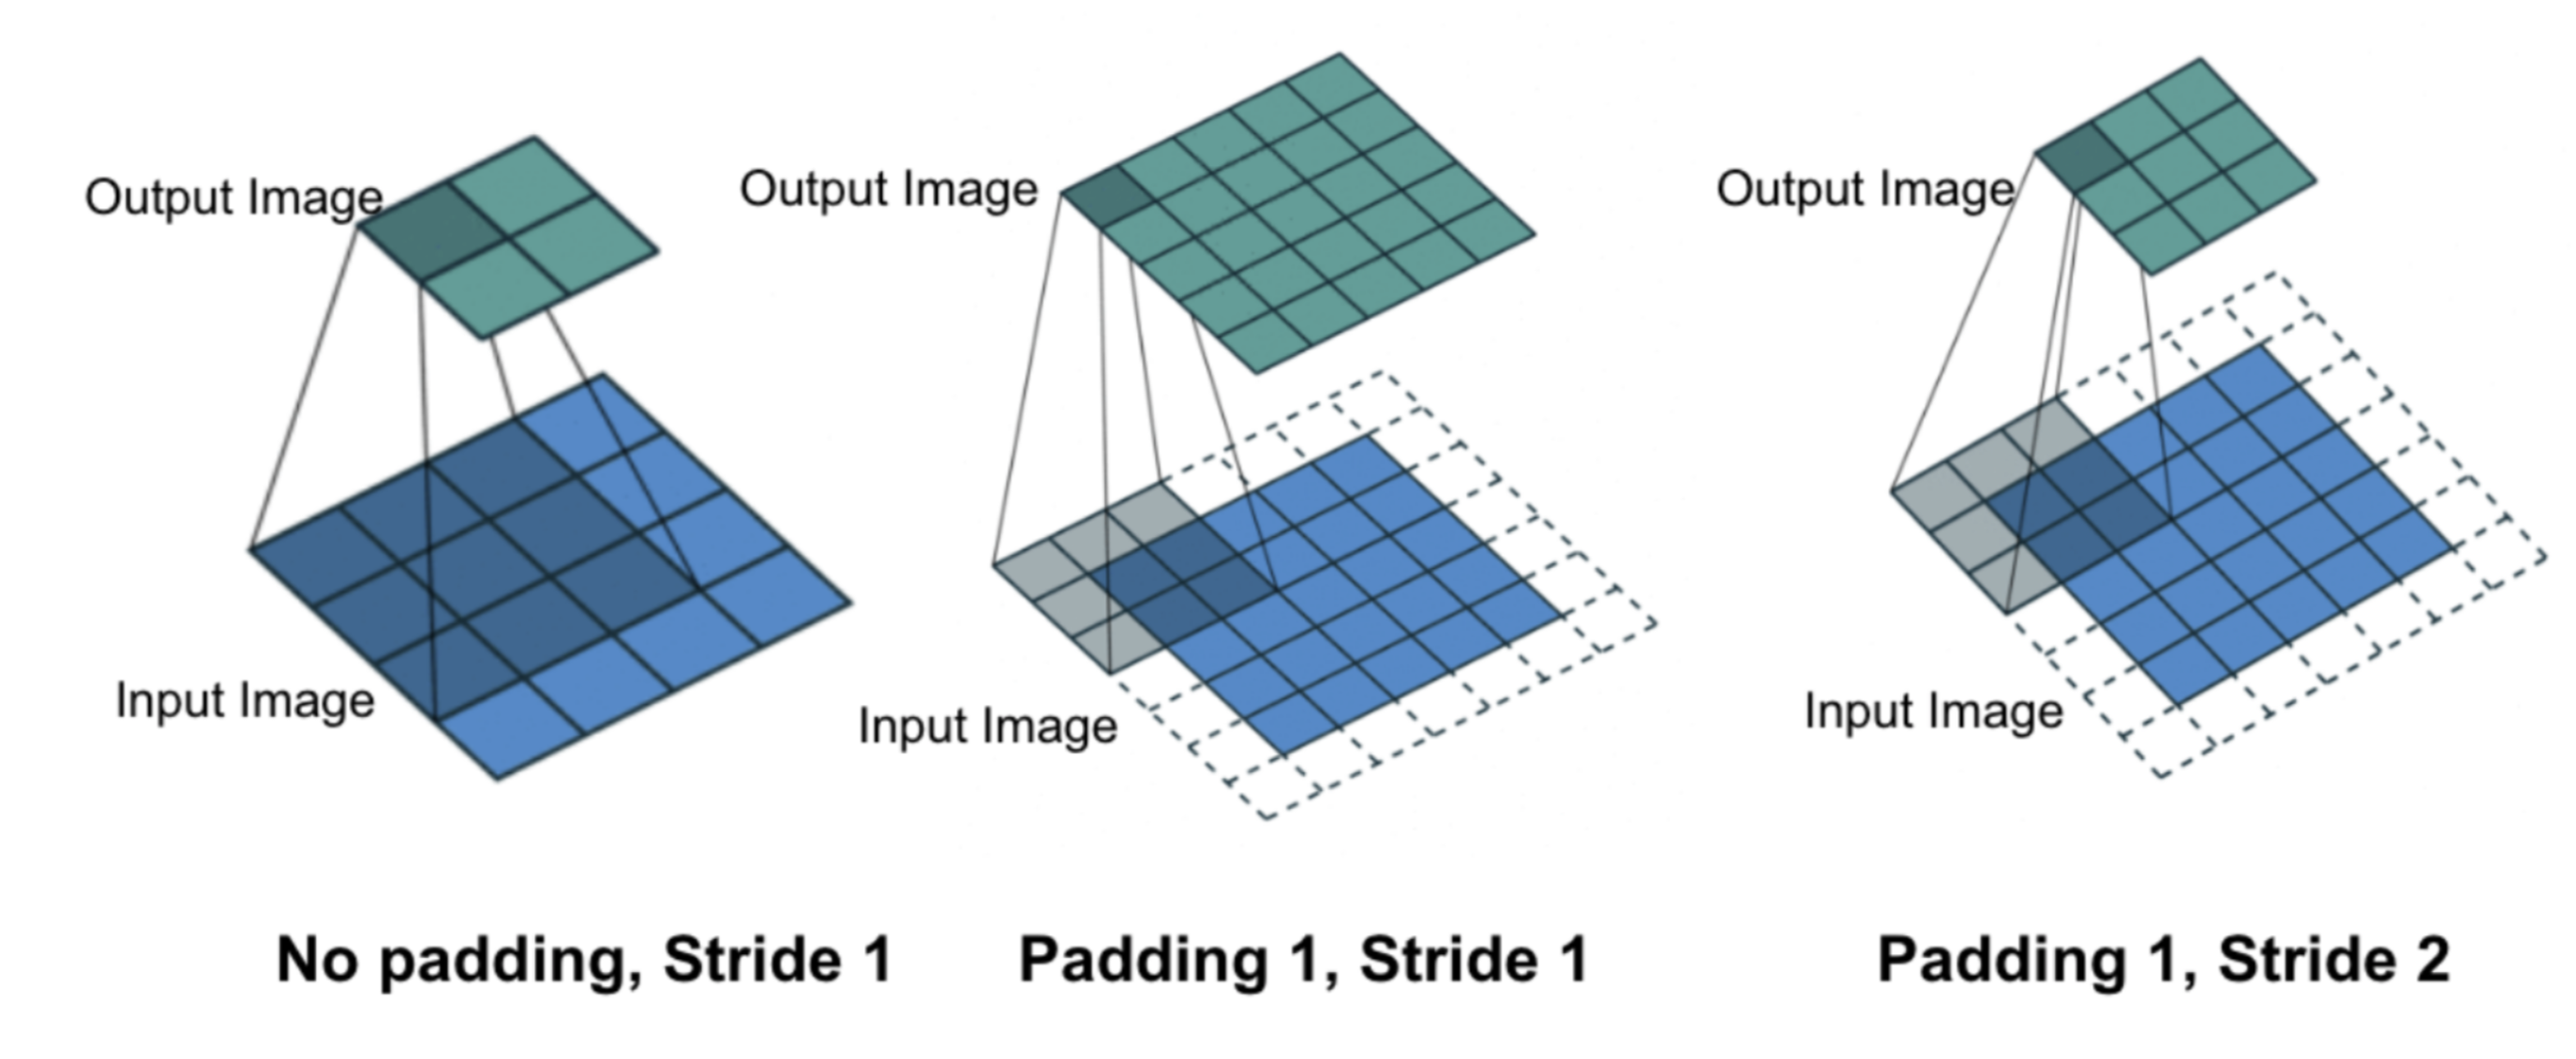 Output Image
Input Image
No padding, Stride 1
Output Image
Input Image
Padding 1, Stride 1
Output Image
Input Image
Padding 1, Stride 2